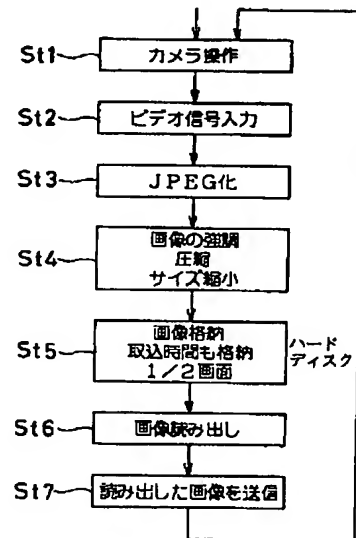 St1 カメラ操作
St2 ビデオ信号入力
St3 JPEG化
St4 画像の強調
圧縮
サイズ縮小
St5 画像格納
取込時間も格納
1/2画面
ハード
ディスク
St6 画像読み出し
St7 読み出した画像を送信